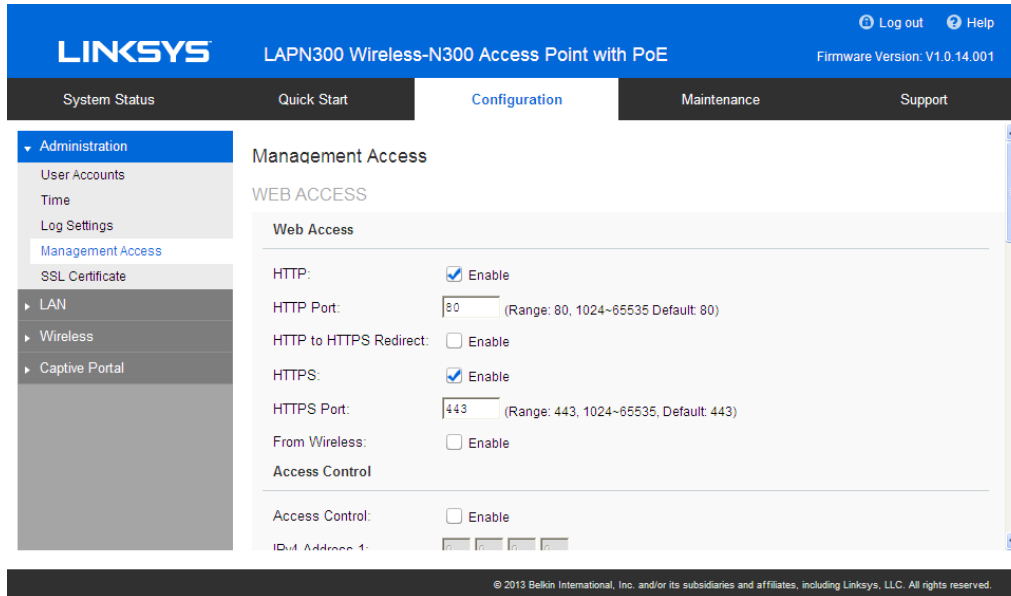 Log out Help
LINKSYS LAPN300 Wireless-N300 Access Point with PoE Firmware Version: V1.0.14.001
System Status Quick Start Configuration Maintenance Support
Administration
User Accounts
Time
Log Settings
Management Access
SSL Certificate
LAN
Wireless
Captive Portal
Management Access
WEB ACCESS
Web Access
HTTP: Enable
HTTP Port: 80 (Range: 80, 1024~65535 Default: 80)
HTTP to HTTPS Redirect: Enable
HTTPS: Enable
HTTPS Port: 443 (Range: 443, 1024~65535, Default: 443)
From Wireless: Enable
Access Control
Access Control: Enable
IPv4 Address 1:
© 2013 Belkin International, Inc. and/or its subsidiaries and affiliates, including Linksys, LLC. All rights reserved.